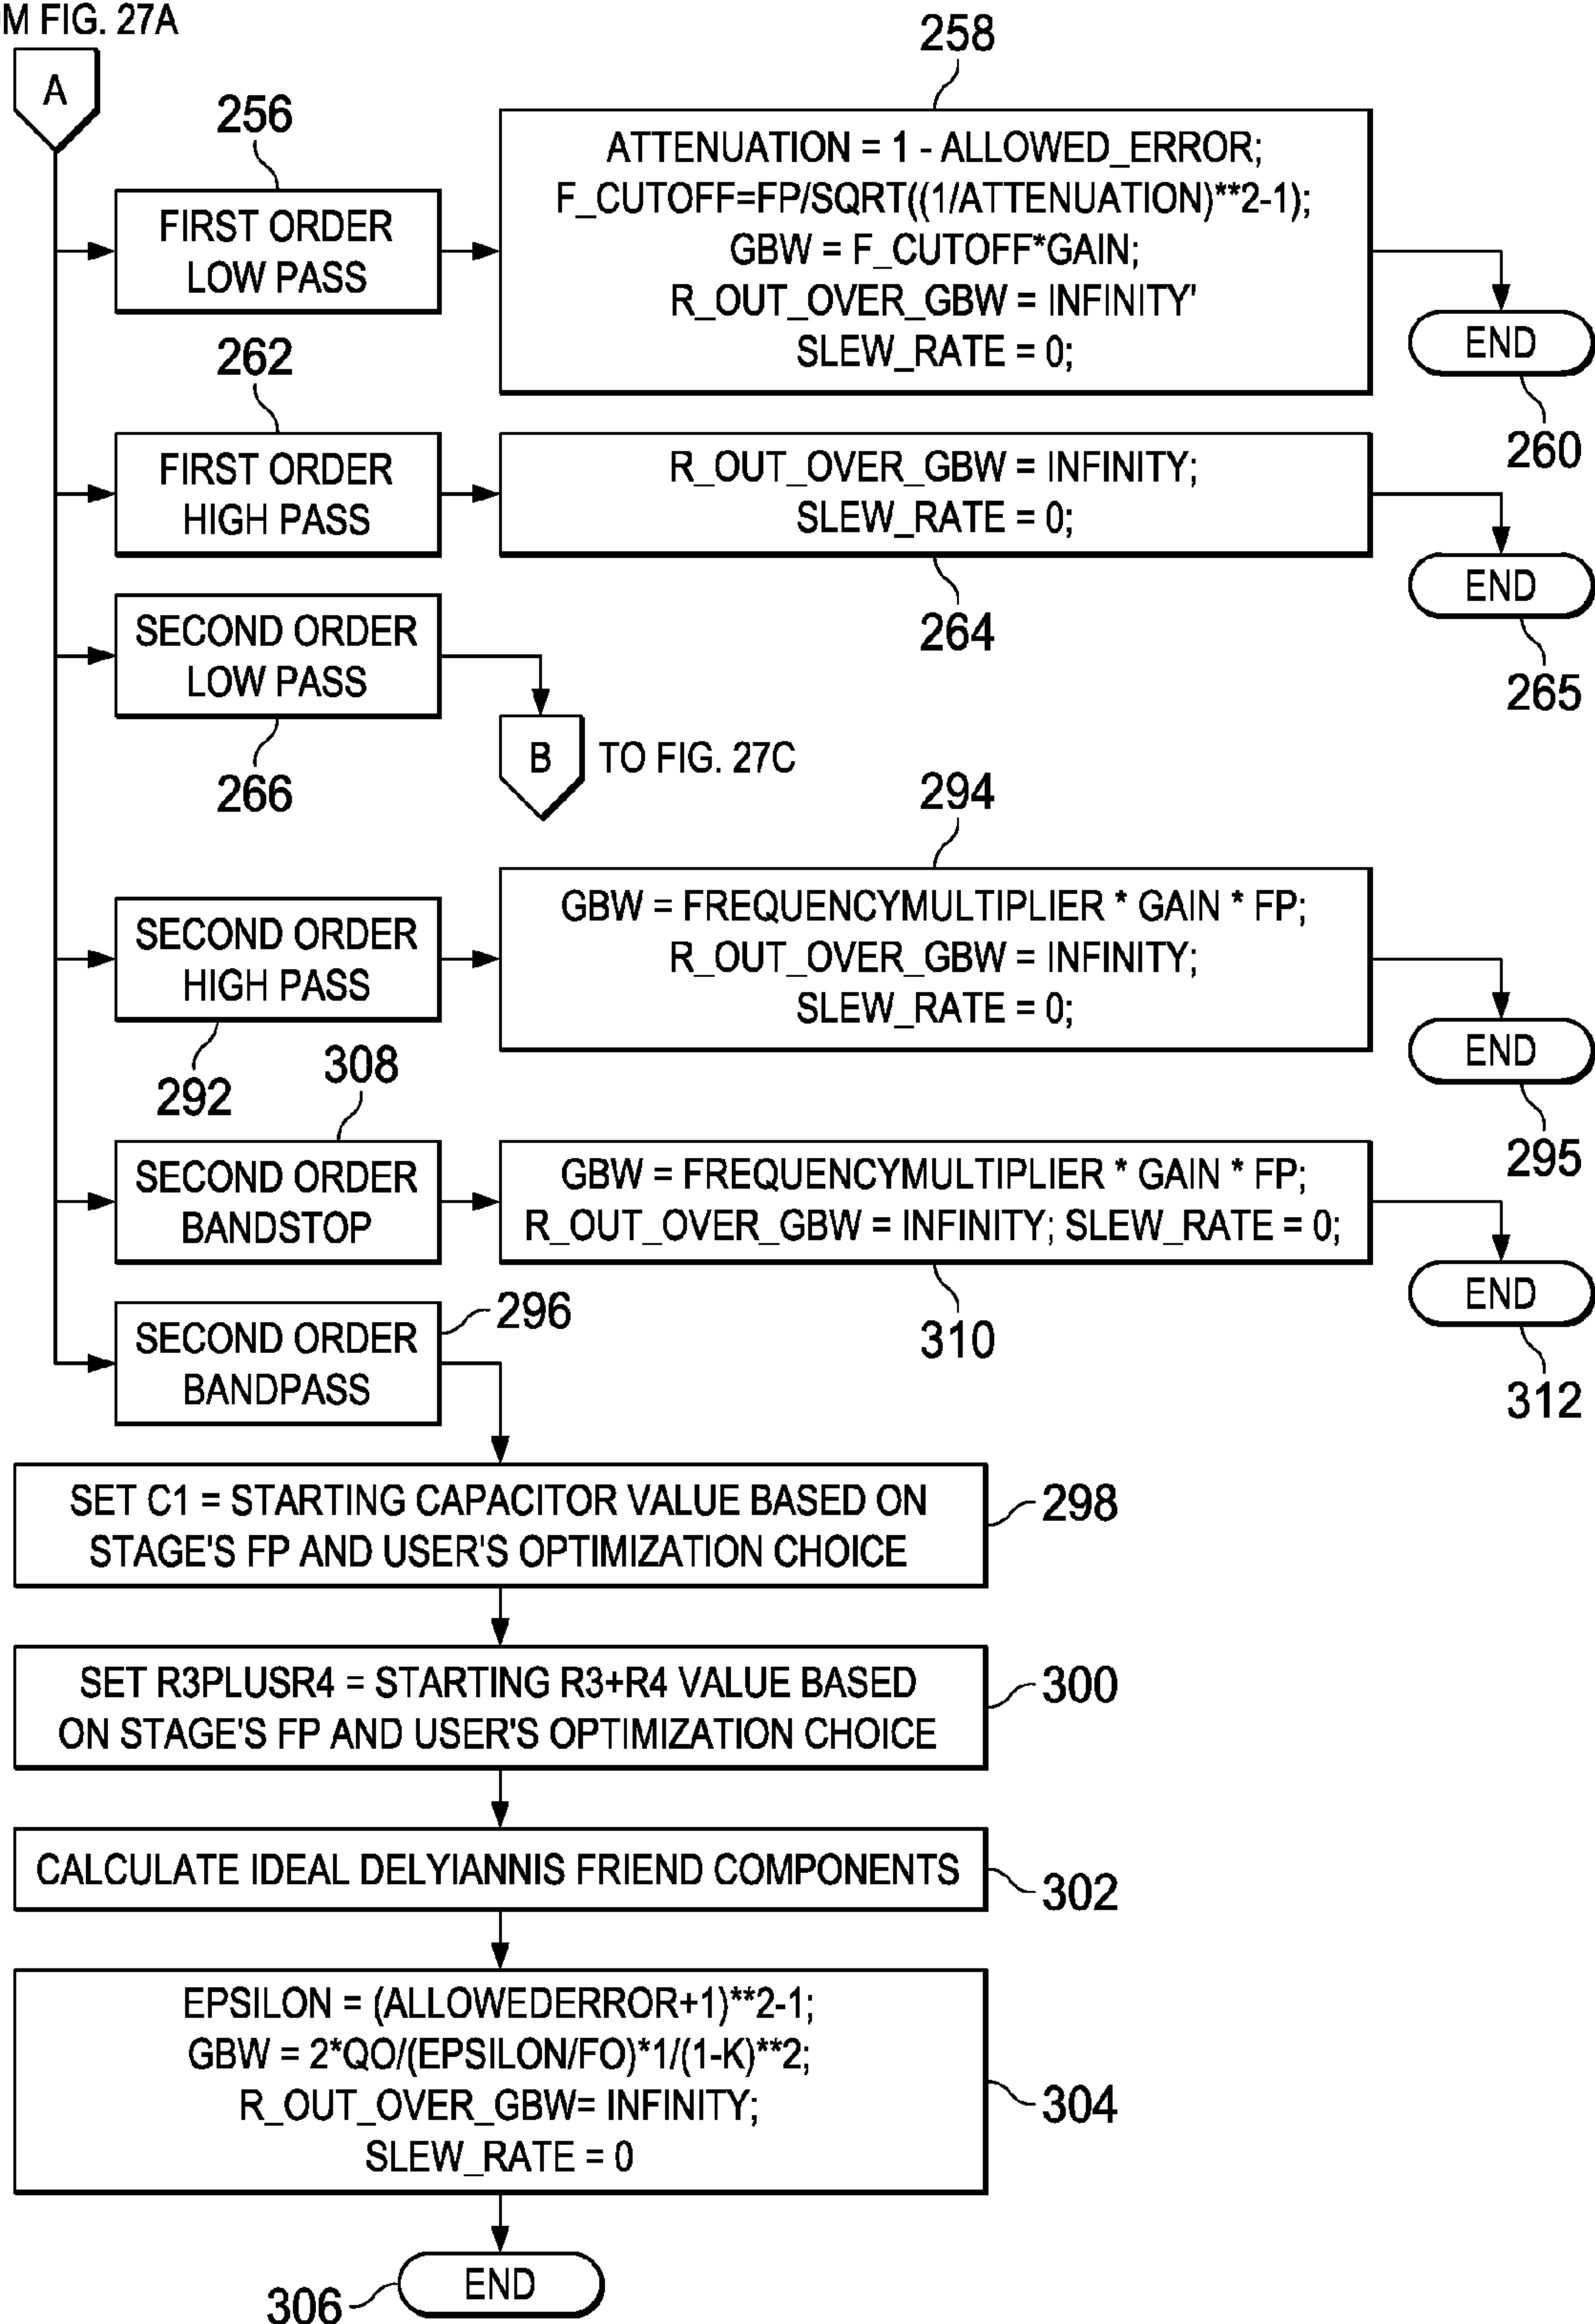 M FIG. 27A
A
256
FIRST ORDER
LOW PASS
258
ATTENUATION = 1 - ALLOWED_ERROR;
F_CUTOFF=FP/SQRT((1/ATTENUATION)**2-1);
GBW = F_CUTOFF*GAIN;
R_OUT_OVER_GBW = INFINITY'
SLEW_RATE = 0;
END
260
262
FIRST ORDER
HIGH PASS
R_OUT_OVER_GBW = INFINITY;
SLEW_RATE = 0;
264
END
265
SECOND ORDER
LOW PASS
266
B
TO FIG. 27C
294
SECOND ORDER
HIGH PASS
292
GBW = FREQUENCYMULTIPLIER * GAIN * FP;
R_OUT_OVER_GBW = INFINITY;
SLEW_RATE = 0;
END
295
308
SECOND ORDER
BANDSTOP
GBW = FREQUENCYMULTIPLIER * GAIN * FP;
R_OUT_OVER_GBW = INFINITY; SLEW_RATE = 0;
310
END
312
SECOND ORDER
BANDPASS
296
SET C1 = STARTING CAPACITOR VALUE BASED ON
STAGE'S FP AND USER'S OPTIMIZATION CHOICE
298
SET R3PLUSR4 = STARTING R3+R4 VALUE BASED
ON STAGE'S FP AND USER'S OPTIMIZATION CHOICE
300
CALCULATE IDEAL DELYIANNIS FRIEND COMPONENTS
302
EPSILON = (ALLOWEDERROR+1)**2-1;
GBW = 2*QO/(EPSILON/FO)*1/(1-K)**2;
R_OUT_OVER_GBW= INFINITY;
SLEW_RATE = 0
304
END
306